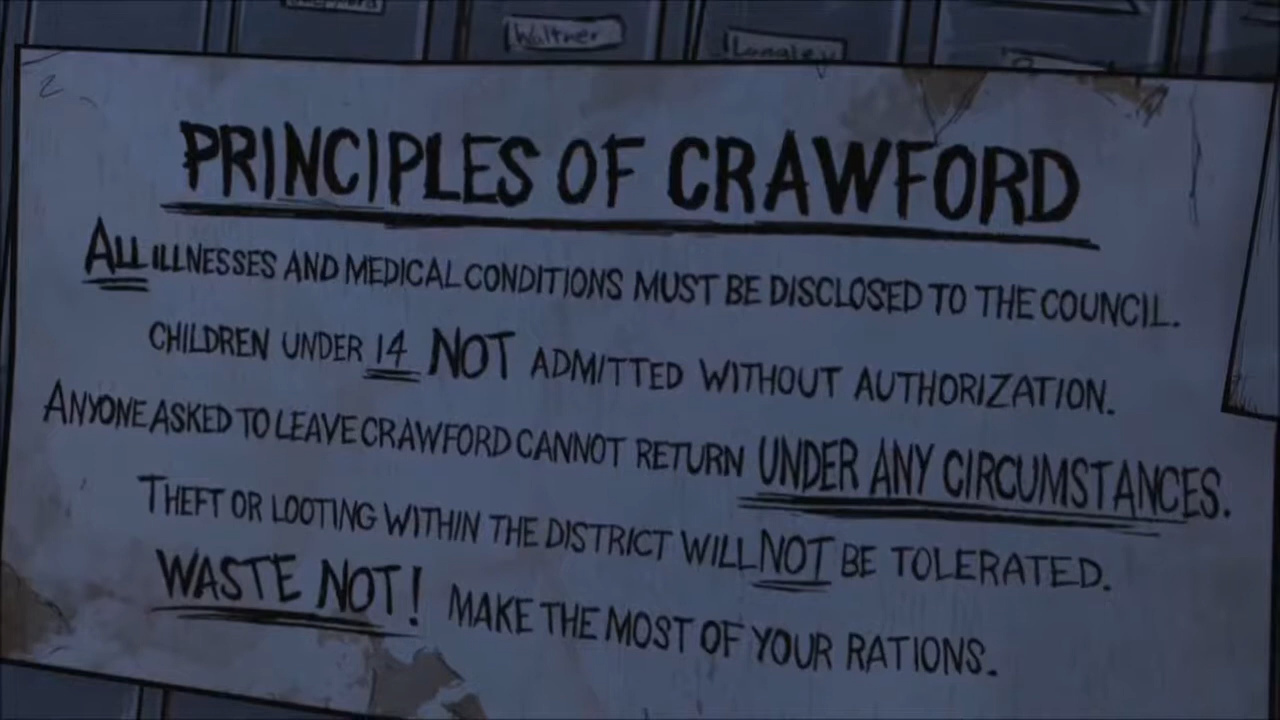 Waltner
Langley
PRINCIPLES OF CRAWFORD
ALL ILLNESSES AND MEDICAL CONDITIONS MUST BE DISCLOSED TO THE COUNCIL.
CHILDREN UNDER 14 NOT ADMITTED WITHOUT AUTHORIZATION.
ANYONE ASKED TO LEAVE CRAWFORD CANNOT RETURN UNDER ANY CIRCUMSTANCES.
THEFT OR LOOTING WITHIN THE DISTRICT WILL NOT BE TOLERATED.
WASTE NOT! MAKE THE MOST OF YOUR RATIONS.